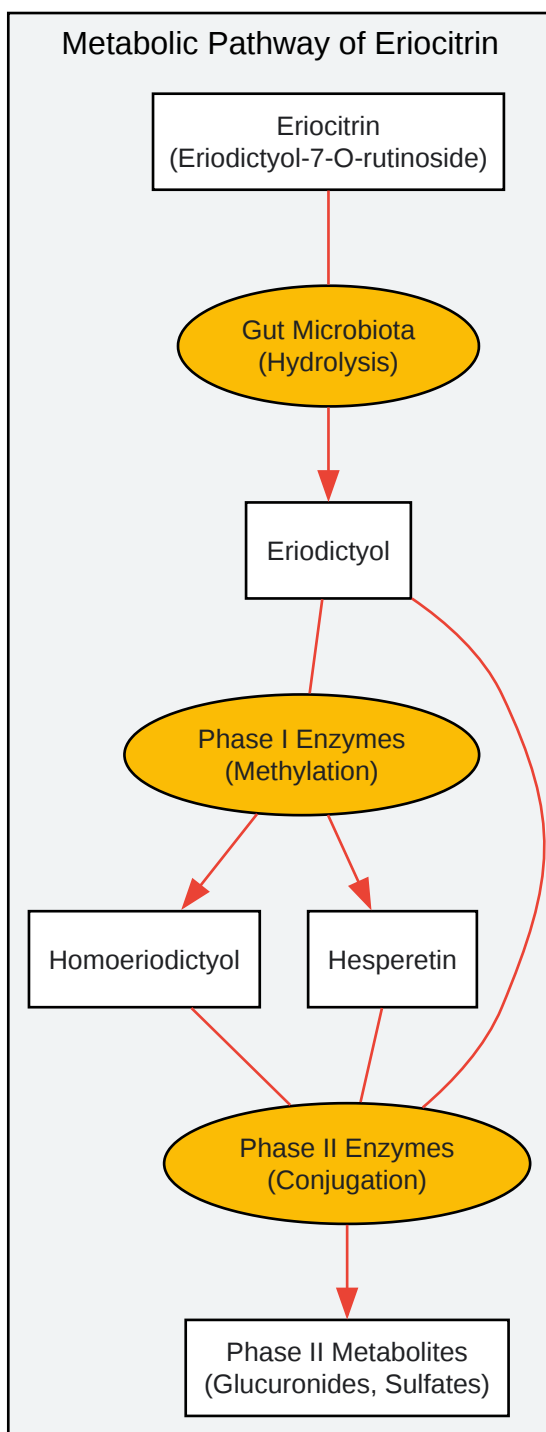 Metabolic Pathway of Eriocitrin
Eriocitrin
(Eriodictyol-7-O-rutinoside)
Gut Microbiota
(Hydrolysis)
Eriodictyol
Phase I Enzymes
(Methylation)
Homoeriodictyol
Hesperetin
Phase II Enzymes
(Conjugation)
Phase II Metabolites
(Glucuronides, Sulfates)